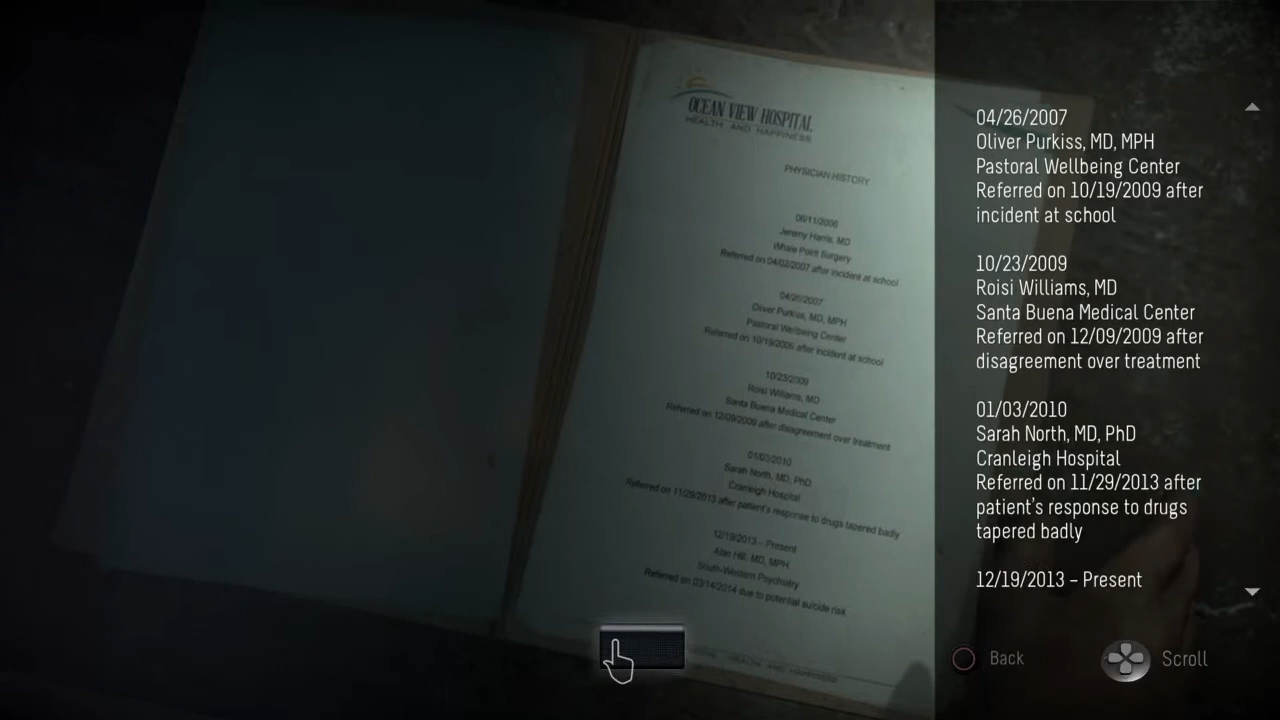 OCEAN VIEW HOSPITAL
HEALTH AND HAPPINESS
PHYSICIAN HISTORY
06/11/2006
Jeremy Harris, MD
Whale Point Surgery
Referred on 04/02/2007 after incident at school
04/26/2007
Oliver Purkiss, MD, MPH
Pastoral Wellbeing Center
Referred on 10/19/2009 after incident at school
10/23/2009
Roisi Williams, MD
Santa Buena Medical Center
Referred on 12/09/2009 after disagreement over treatment
01/03/2010
Sarah North, MD, PhD
Cranleigh Hospital
Referred on 11/29/2013 after patient's response to drugs tapered badly
12/19/2013 – Present
Alan Hill, MD, MPH
South-Western Psychiatry
Referred on 03/14/2014 due to potential suicide risk
HEALTH AND HAPPINESS
04/26/2007
Oliver Purkiss, MD, MPH
Pastoral Wellbeing Center
Referred on 10/19/2009 after
incident at school
10/23/2009
Roisi Williams, MD
Santa Buena Medical Center
Referred on 12/09/2009 after
disagreement over treatment
01/03/2010
Sarah North, MD, PhD
Cranleigh Hospital
Referred on 11/29/2013 after
patient's response to drugs
tapered badly
12/19/2013 – Present
Back
Scroll